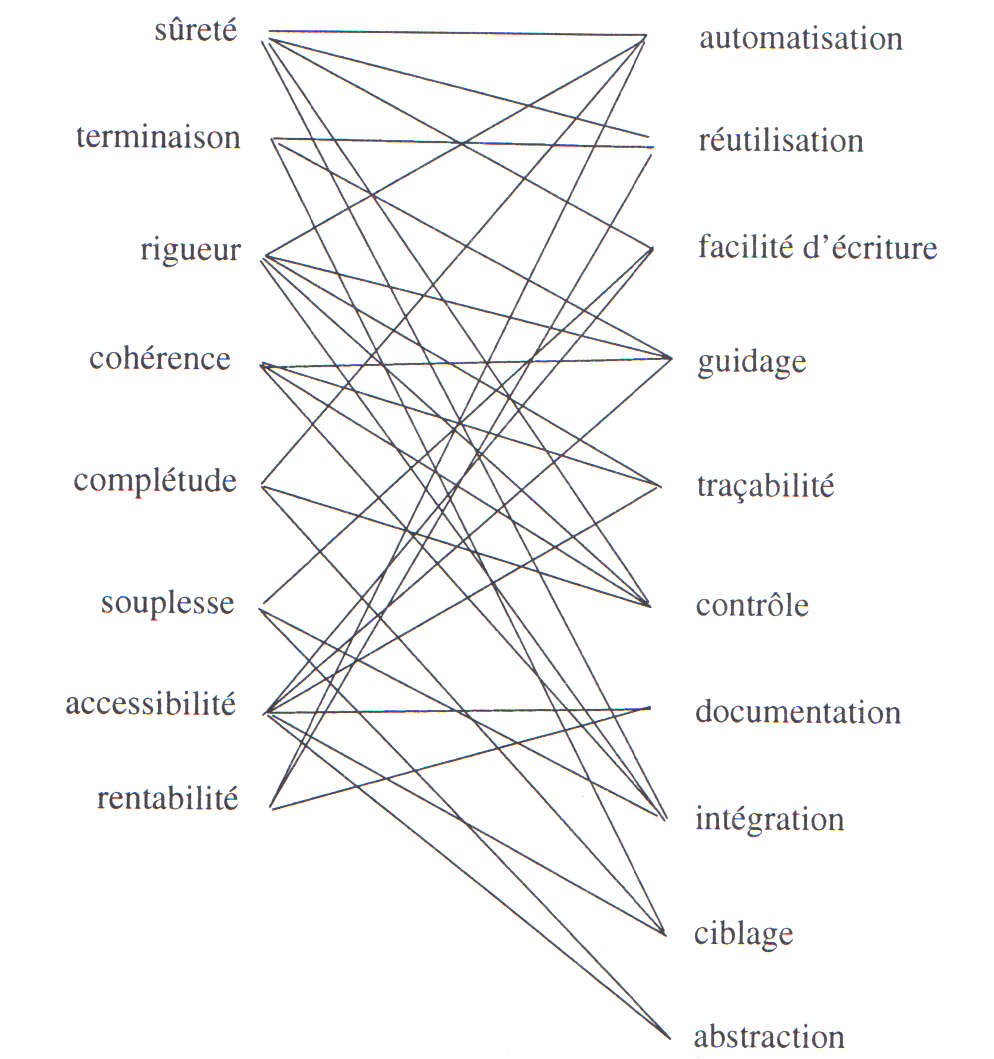 sûreté
terminaison
rigueur
cohérence
complétude
souplesse
accessibilité
rentabilité
automatisation
réutilisation
facilité d’écriture
guidage
traçabilité
contrôle
documentation
intégration
ciblage
abstraction